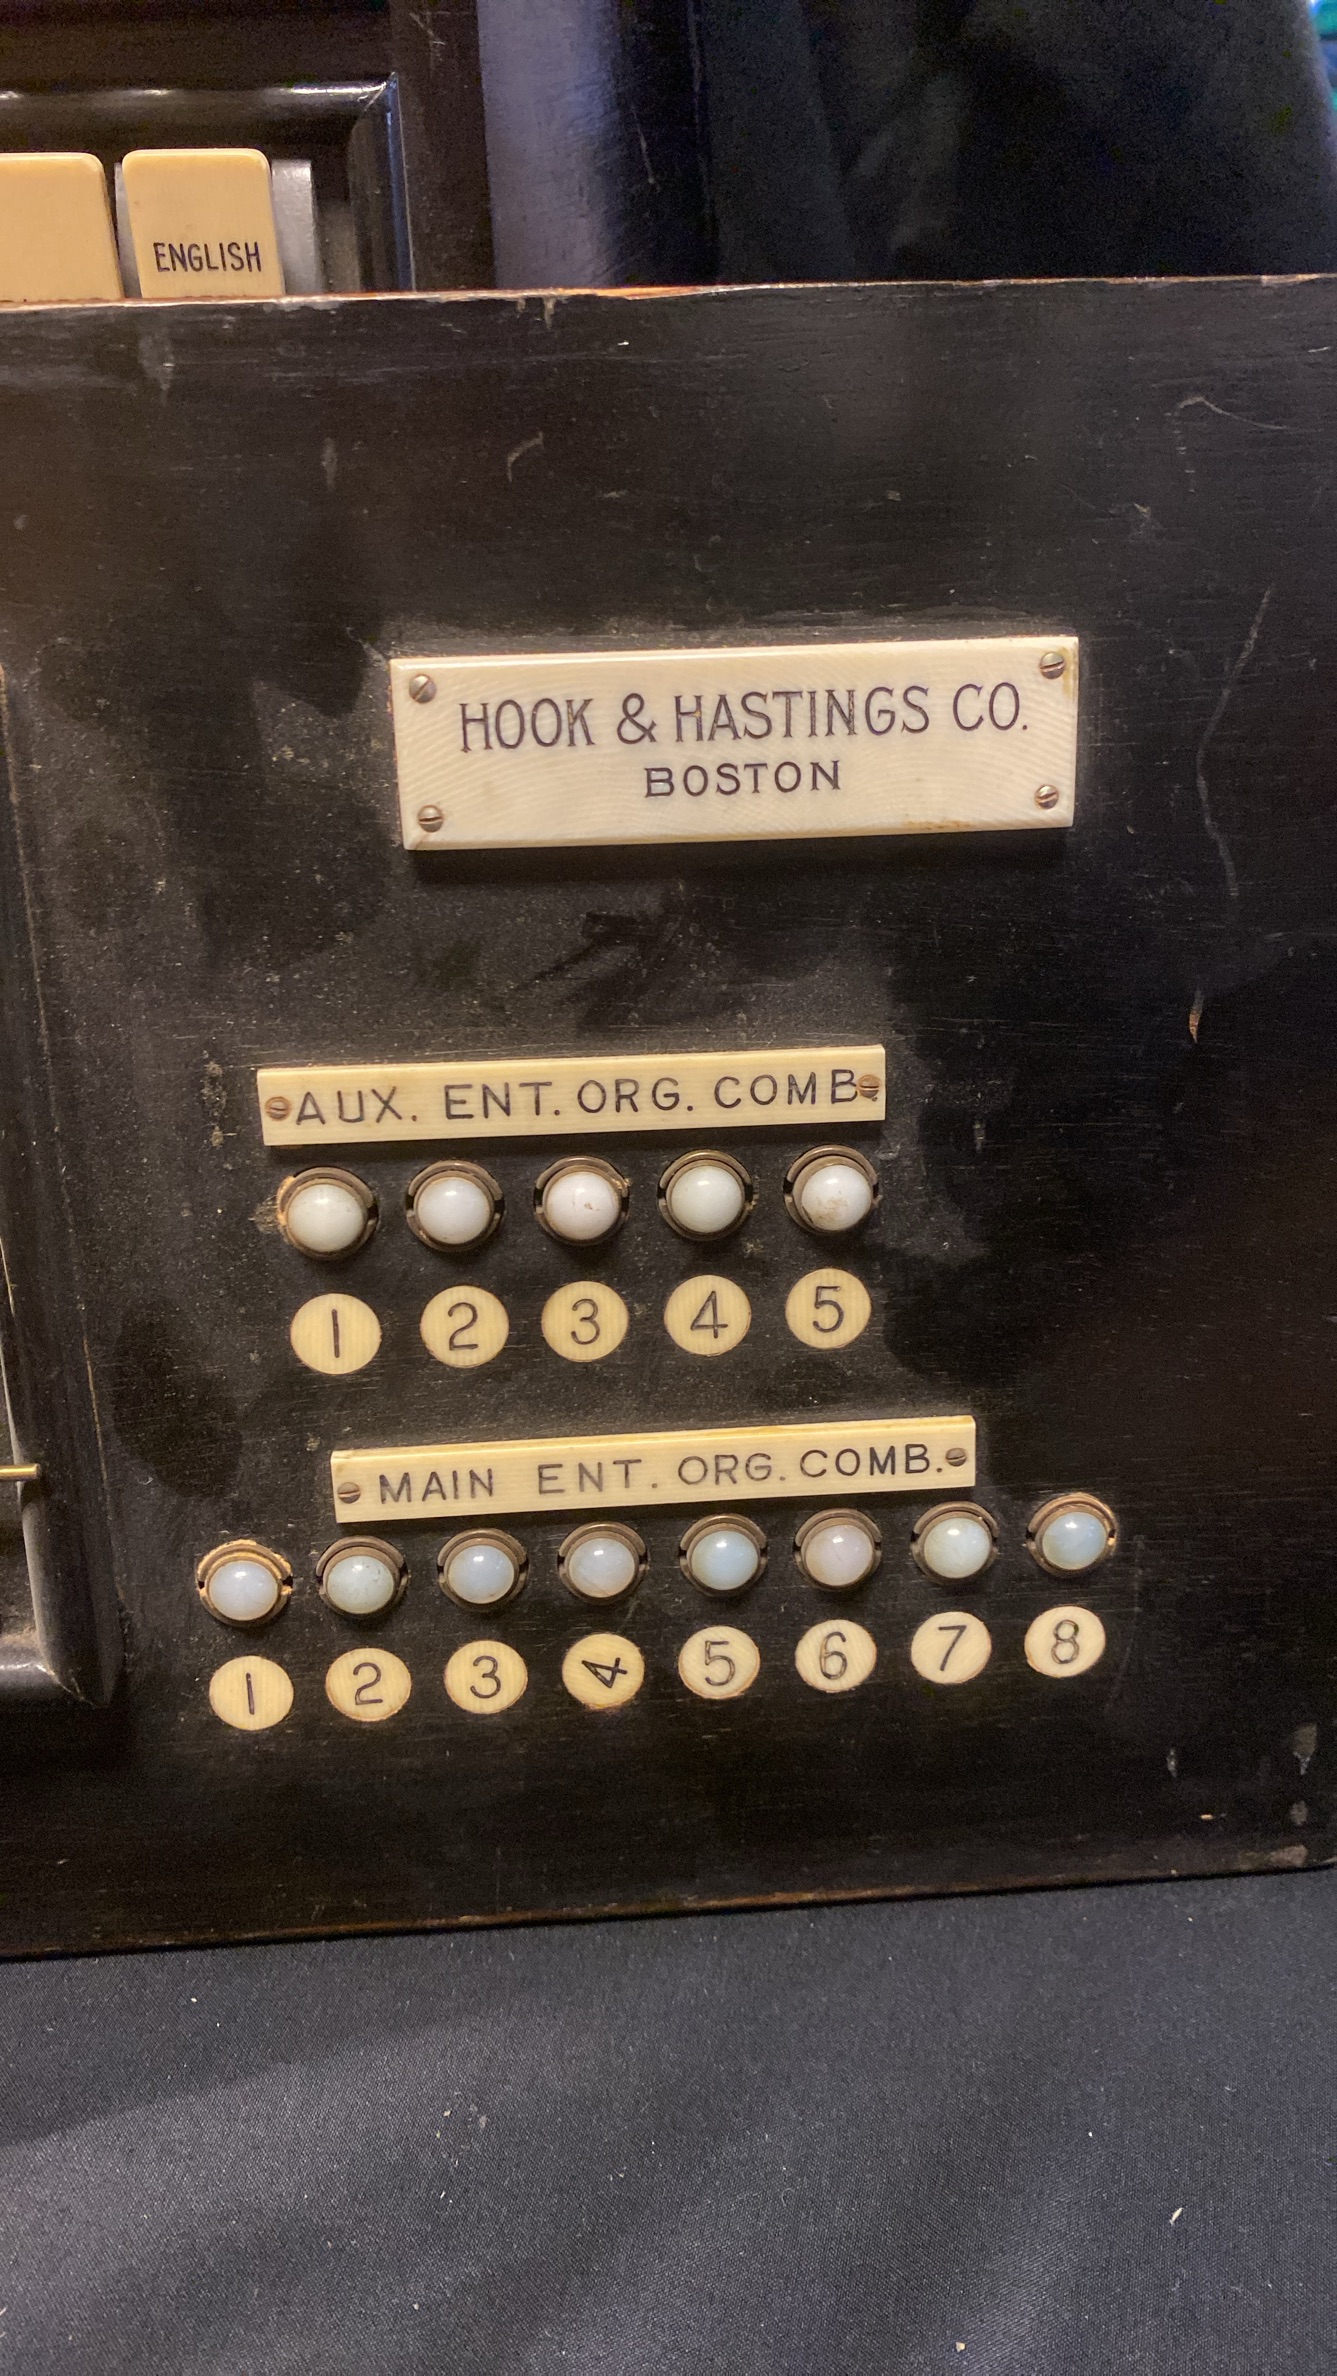 ENGLISH
HOOK & HASTINGS CO.
BOSTON
AUX. ENT. ORG. COMB.
1 2 3 4 5
MAIN ENT. ORG. COMB.
1 2 3 4 5 6 7 8